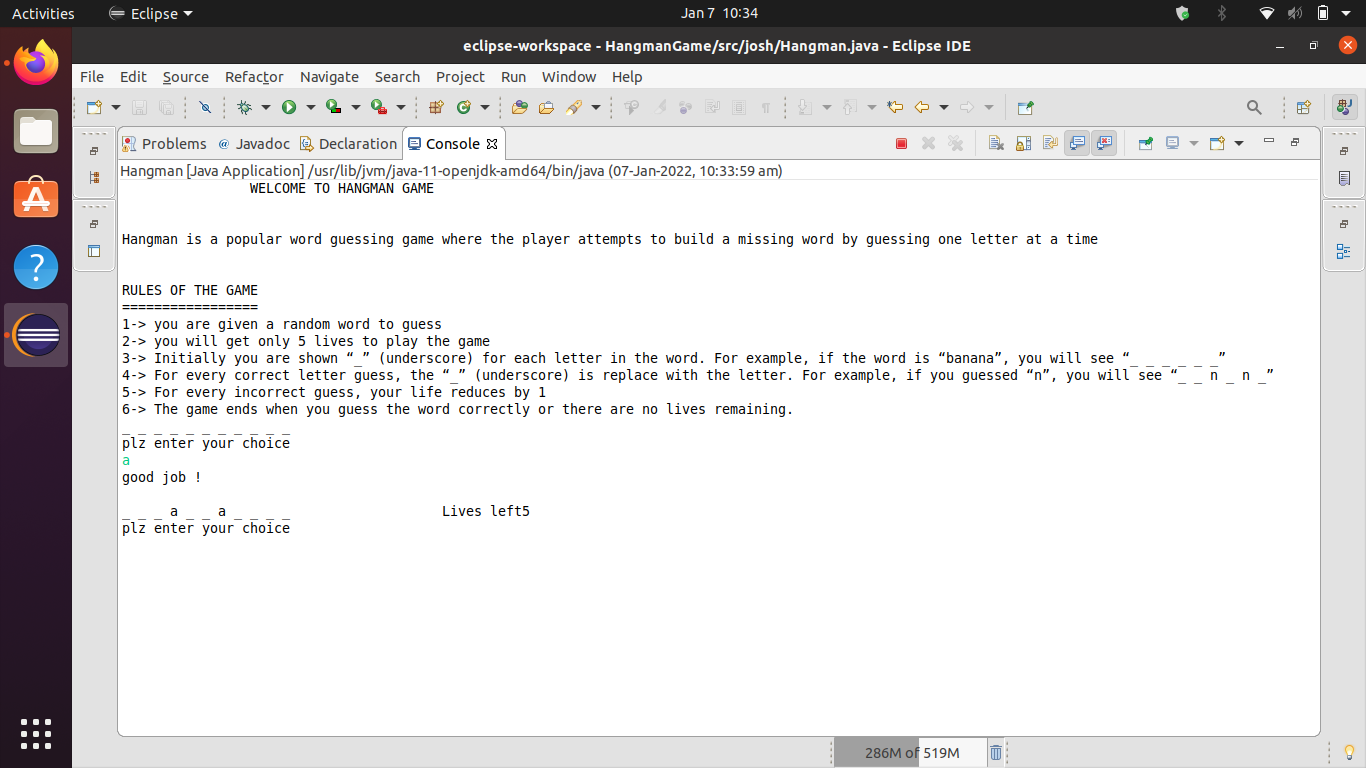 Activities Eclipse Jan 7 10:34
eclipse-workspace - HangmanGame/src/josh/Hangman.java - Eclipse IDE
File Edit Source Refactor Navigate Search Project Run Window Help
Problems @ Javadoc Declaration Console
Hangman [Java Application] /usr/lib/jvm/java-11-openjdk-amd64/bin/java (07-Jan-2022, 10:33:59 am)
WELCOME TO HANGMAN GAME
Hangman is a popular word guessing game where the player attempts to build a missing word by guessing one letter at a time
RULES OF THE GAME
=================
1-> you are given a random word to guess
2-> you will get only 5 lives to play the game
3-> Initially you are shown “_” (underscore) for each letter in the word. For example, if the word is “banana”, you will see “_ _ _ _ _ _”
4-> For every correct letter guess, the “_” (underscore) is replace with the letter. For example, if you guessed “n”, you will see “_ _ n _ n _”
5-> For every incorrect guess, your life reduces by 1
6-> The game ends when you guess the word correctly or there are no lives remaining.
_ _ _ _ _ _ _ _ _ _ _
plz enter your choice
a
good job !
_ _ _ a _ _ a _ _ _ _ Lives left5
plz enter your choice
286M of 519M